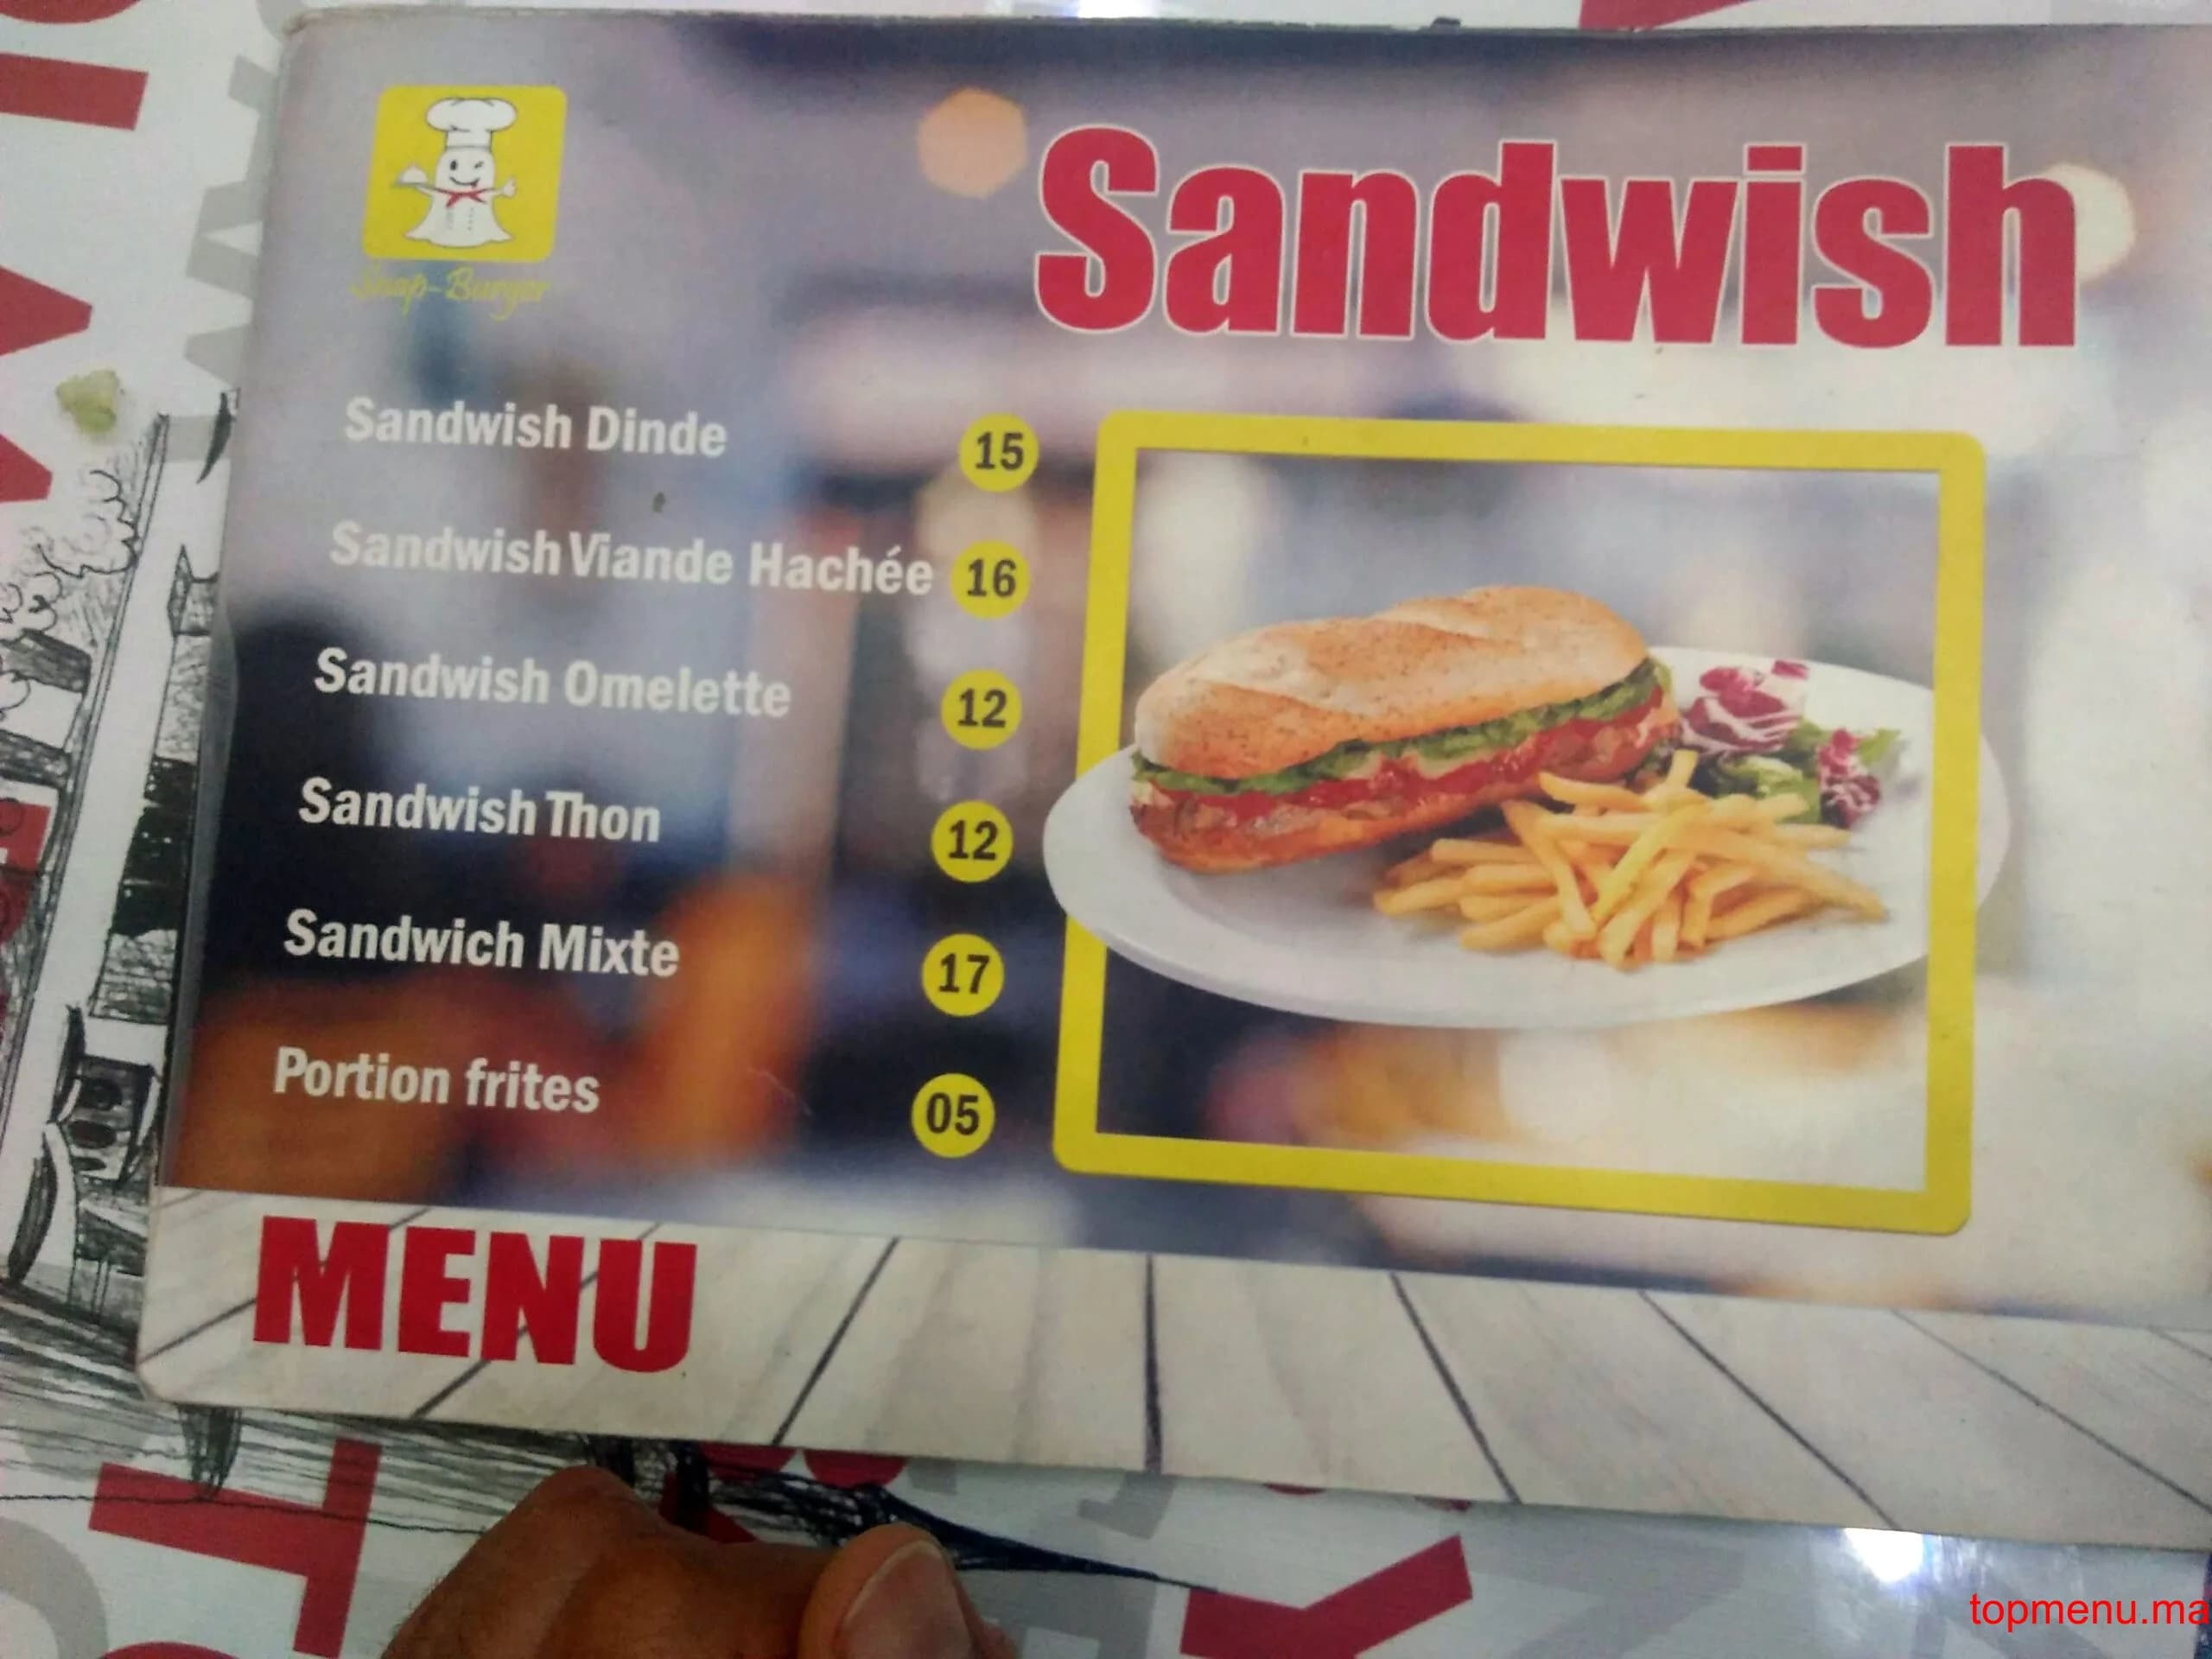 Snap-Burger
Sandwish
Sandwish Dinde 15
Sandwish Viande Hachée 16
Sandwish Omelette 12
Sandwish Thon 12
Sandwich Mixte 17
Portion frites 05
MENU
topmenu.ma